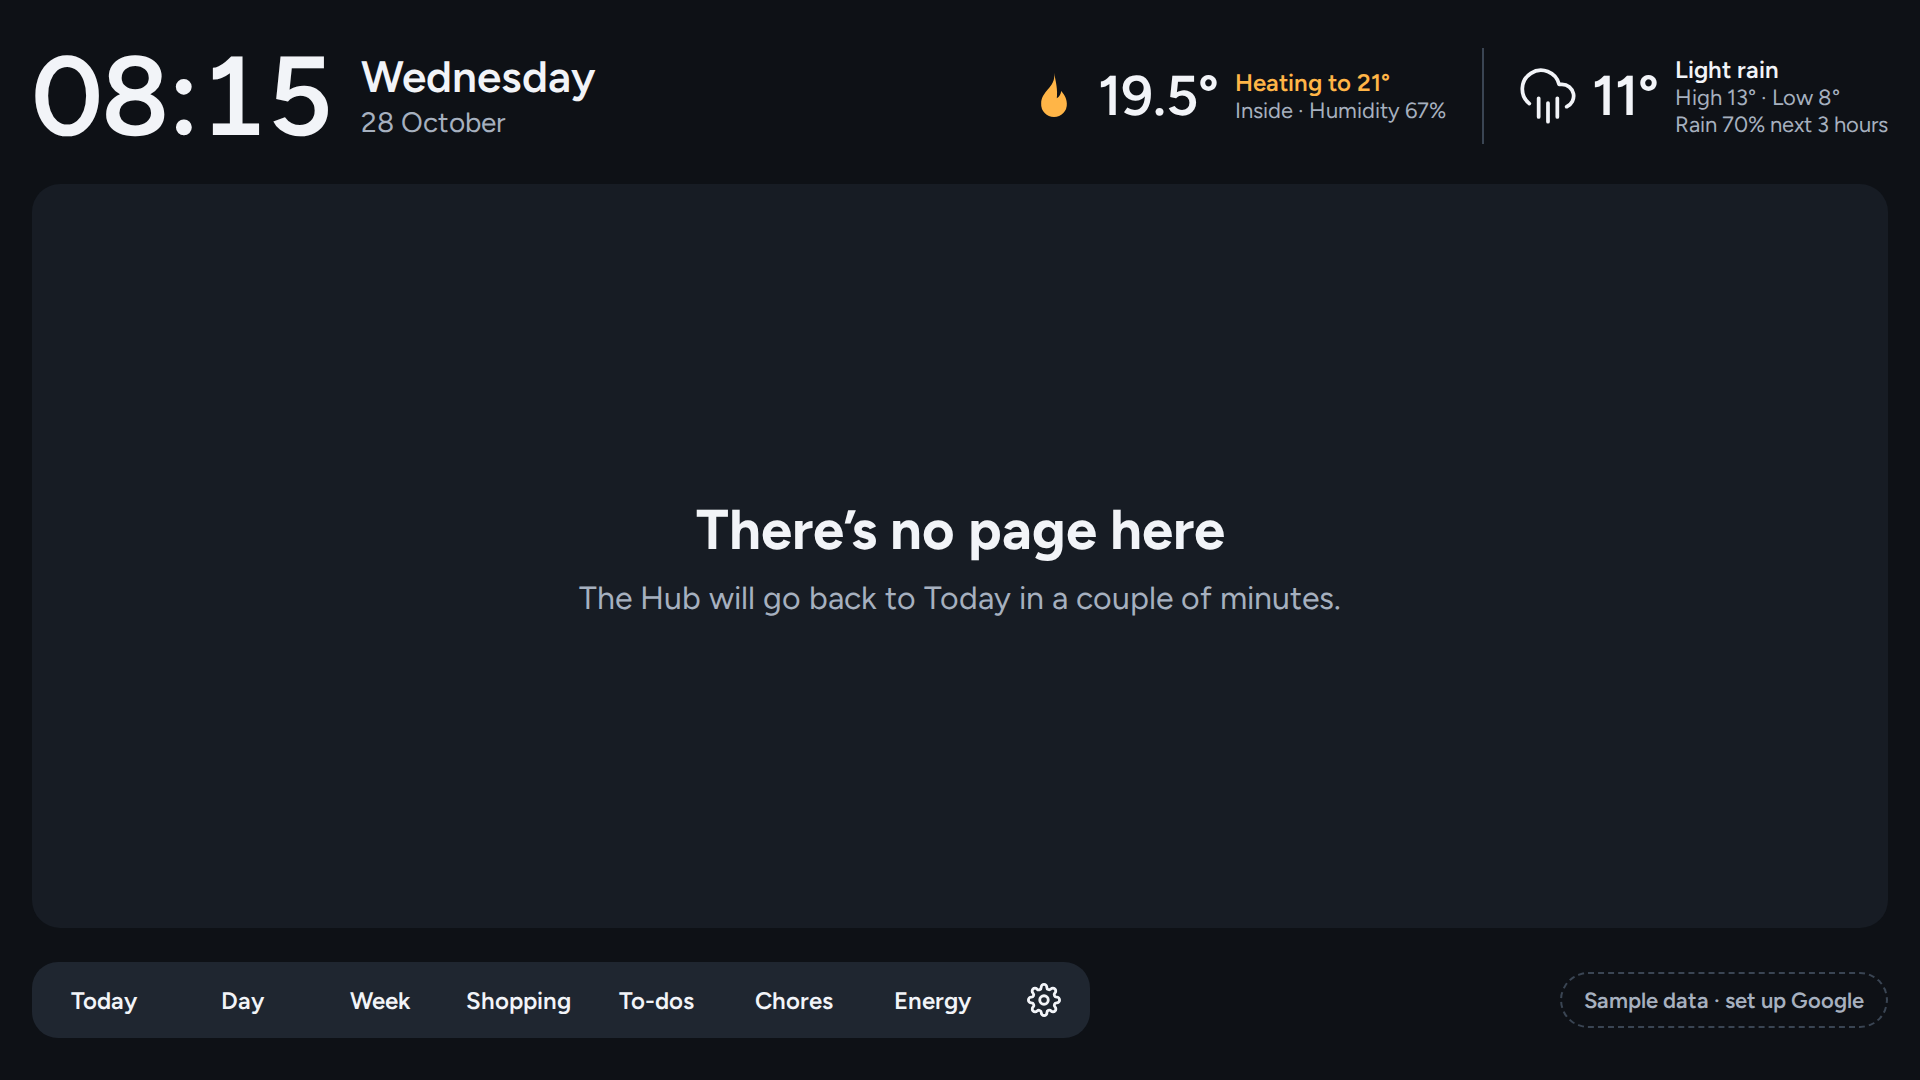 08:15
Wednesday
28 October
19.5°
Heating to 21°
Inside · Humidity 67%
11°
Light rain
High 13° · Low 8°
Rain 70% next 3 hours
There’s no page here
The Hub will go back to Today in a couple of minutes.
Today
Day
Week
Shopping
To-dos
Chores
Energy
Sample data · set up Google